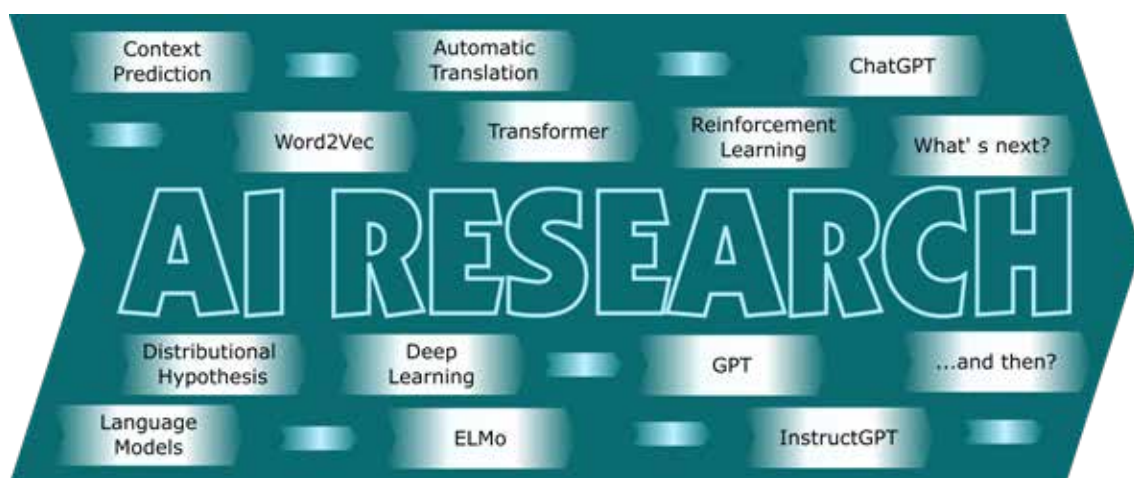 Context
Prediction
Automatic
Translation
ChatGPT
Word2Vec
Transformer
Reinforcement
Learning
What' s next?
AI RESEARCH
Distributional
Hypothesis
Deep
Learning
GPT
...and then?
Language
Models
ELMo
InstructGPT